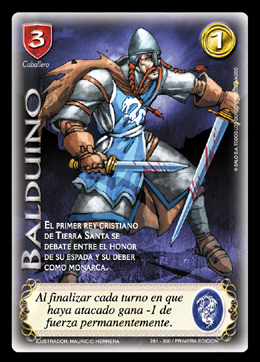 3
1
Caballero
BALDUINO
EL PRIMER REY CRISTIANO
DE TIERRA SANTA SE
DEBATE ENTRE EL HONOR
DE SU ESPADA Y SU DEBER
COMO MONARCA.
Al finalizar cada turno en que
haya atacado gana -1 de
fuerza permanentemente.
ILUSTRADOR: MAURICIO HERRERA
281 - 300 / PRIMERA EDICION